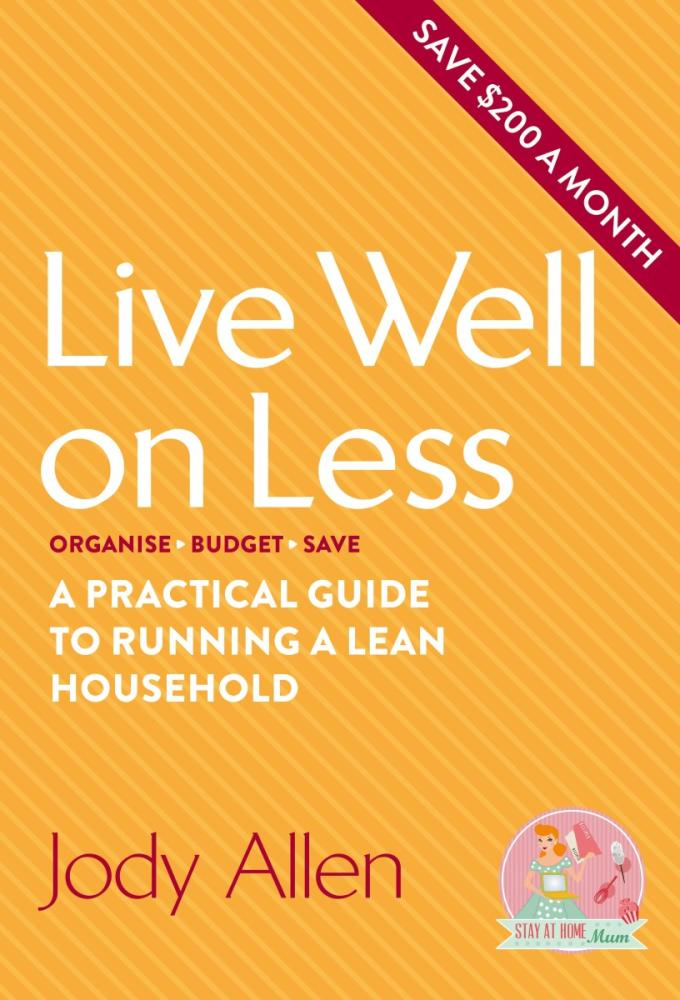 SAVE $200 A MONTH
Live Well
on Less
ORGANISE ▸ BUDGET ▸ SAVE
A PRACTICAL GUIDE
TO RUNNING A LEAN
HOUSEHOLD
Jody Allen
STAY AT HOME Mum